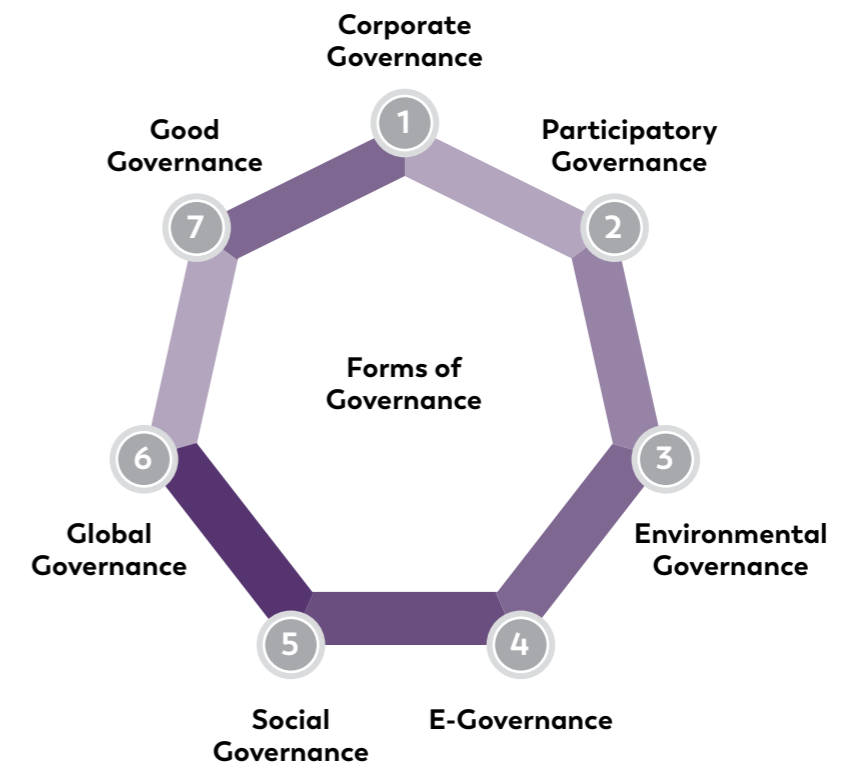 Corporate
Governance
1
Good
Governance
Participatory
Governance
7
2
Forms of
Governance
6
3
Global
Governance
Environmental
Governance
5
4
Social
Governance
E-Governance